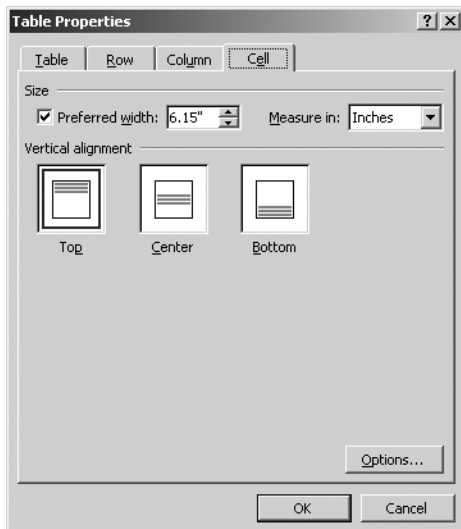 Table Properties
Table Row Column Cell
Size
Preferred width: 6.15" Measure in: Inches
Vertical alignment
Top Center Bottom
Options...
OK Cancel